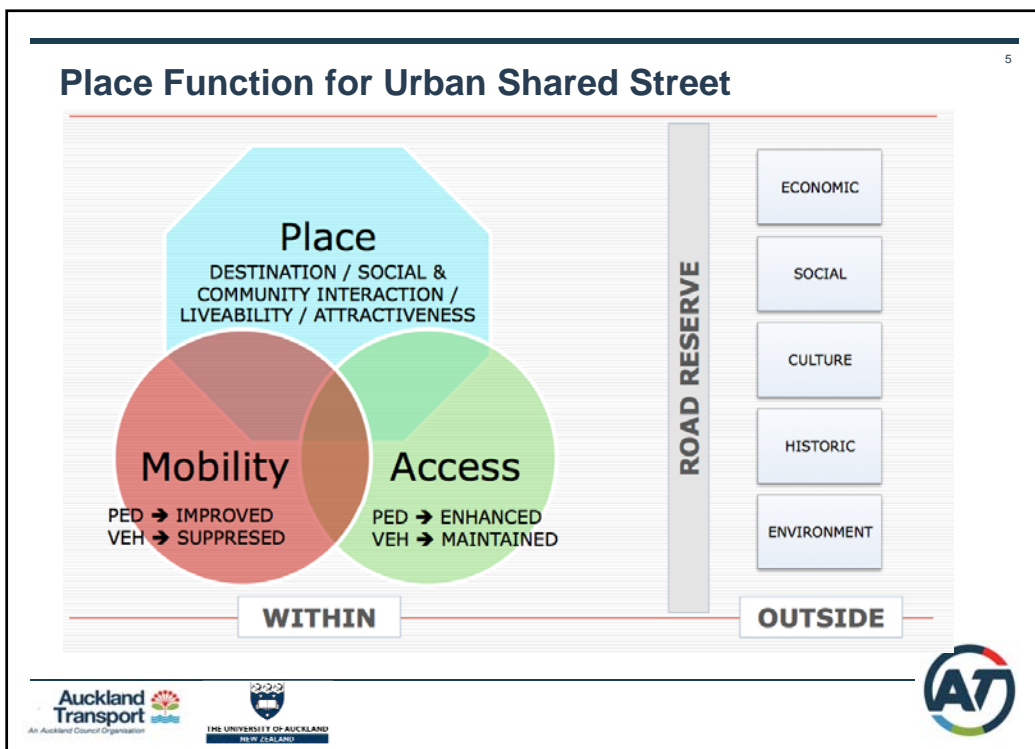 5
Place Function for Urban Shared Street
Place
DESTINATION / SOCIAL &
COMMUNITY INTERACTION /
LIVEABILITY / ATTRACTIVENESS
Mobility
PED ➔ IMPROVED
VEH ➔ SUPPRESED
Access
PED ➔ ENHANCED
VEH ➔ MAINTAINED
WITHIN
ROAD RESERVE
ECONOMIC
SOCIAL
CULTURE
HISTORIC
ENVIRONMENT
OUTSIDE
Auckland
Transport
An Auckland Council Organisation
THE UNIVERSITY OF AUCKLAND
NEW ZEALAND
AT